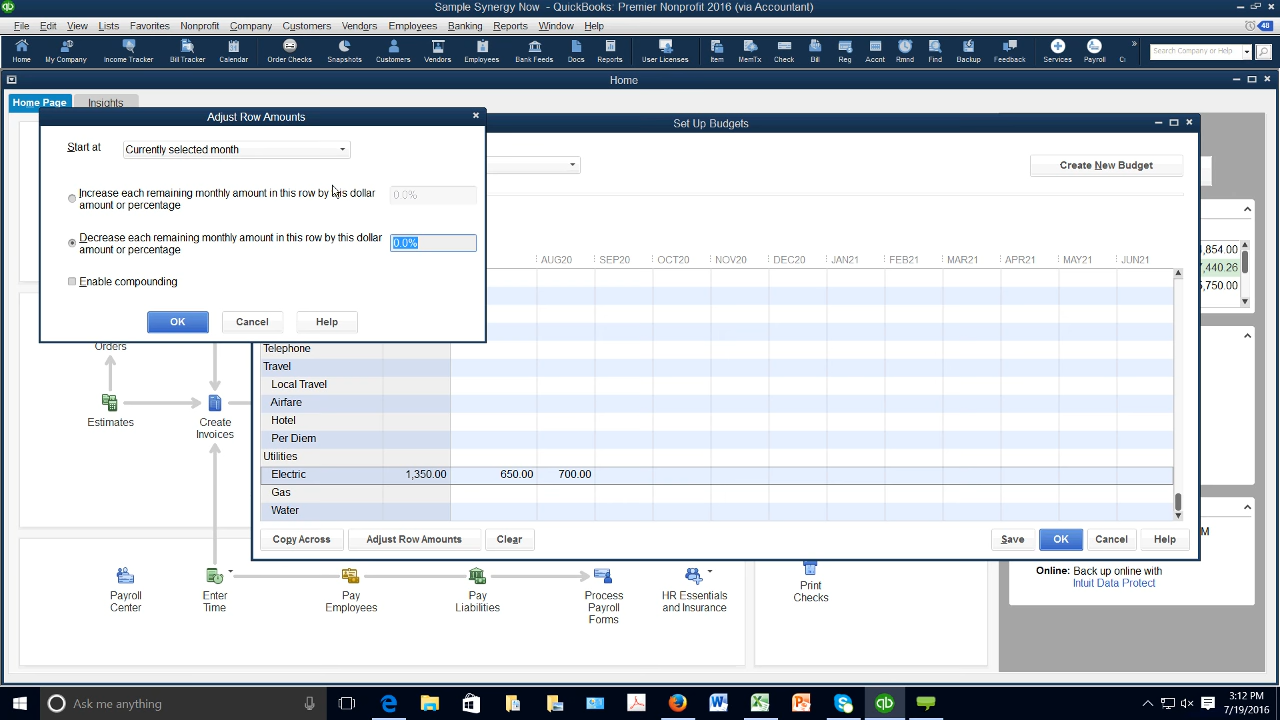 Sample Synergy Now - QuickBooks: Premier Nonprofit 2016 (via Accountant)
File Edit View Lists Favorites Nonprofit Company Customers Vendors Employees Banking Reports Window Help
48
Home My Company Income Tracker Bill Tracker Calendar Order Checks Snapshots Customers Vendors Employees Bank Feeds Docs Reports User Licenses Item MemTx Check Bill Reg Accnt Rmnd Find Backup Feedback Services Payroll
Search Company or Help
Home
Home Page Insights
Adjust Row Amounts
Set Up Budgets
Start at Currently selected month
Create New Budget
Increase each remaining monthly amount in this row by this dollar
amount or percentage
0.0%
Decrease each remaining monthly amount in this row by this dollar
amount or percentage
0.0%
Enable compounding
OK Cancel Help
AUG20 SEP20 OCT20 NOV20 DEC20 JAN21 FEB21 MAR21 APR21 MAY21 JUN21
,854.00
,440.26
,750.00
Telephone
Travel
Local Travel
Airfare
Hotel
Per Diem
Utilities
Electric 1,350.00 650.00 700.00
Gas
Water
Copy Across Adjust Row Amounts Clear Save OK Cancel Help
Orders
Estimates
Create
Invoices
M
Online: Back up online with
Intuit Data Protect
Payroll
Center
Enter
Time
Pay
Employees
Pay
Liabilities
Process
Payroll
Forms
HR Essentials
and Insurance
Print
Checks
Ask me anything
3:12 PM
7/19/2016